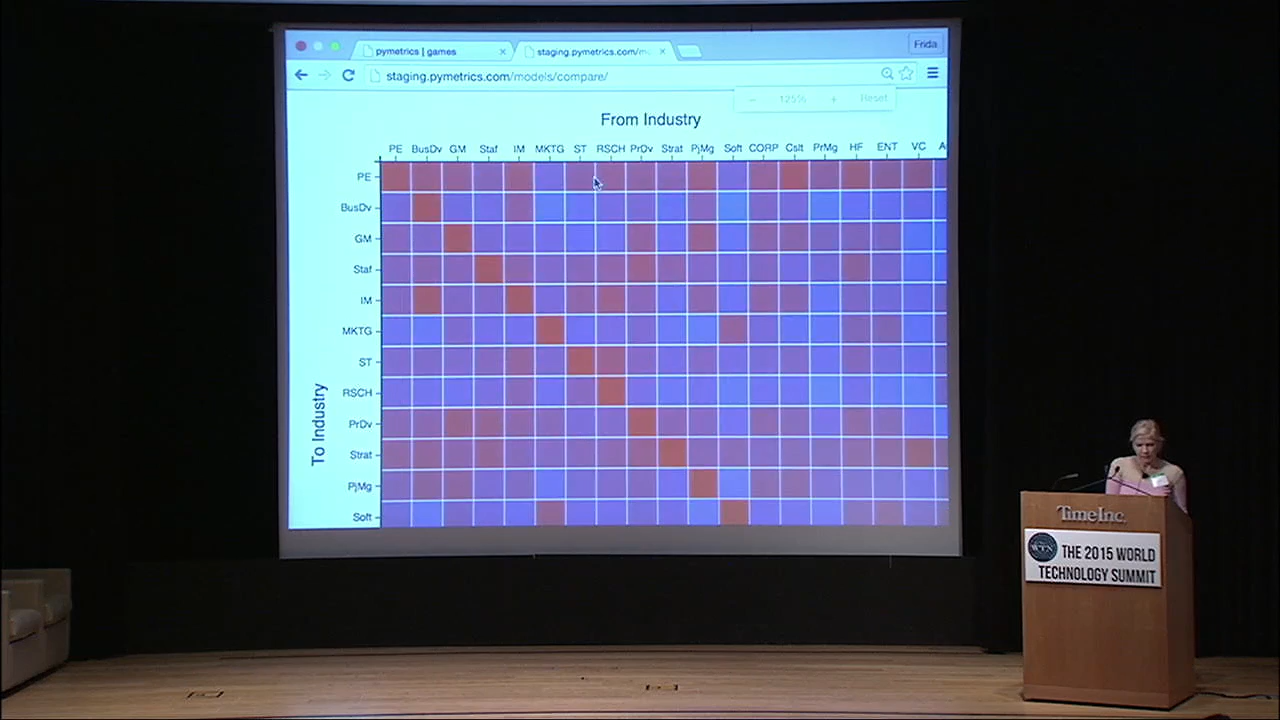 pymetrics | games
staging.pymetrics.com/m
Frida
staging.pymetrics.com/models/compare/
125%
Reset
From Industry
PE BusDv GM Staf IM MKTG ST RSCH PrDv Strat PjMg Soft CORP Cslt PrMg HF ENT VC A
PE
BusDv
GM
Staf
IM
MKTG
ST
RSCH
PrDv
Strat
PjMg
Soft
To Industry
Time Inc.
THE 2015 WORLD
TECHNOLOGY SUMMIT